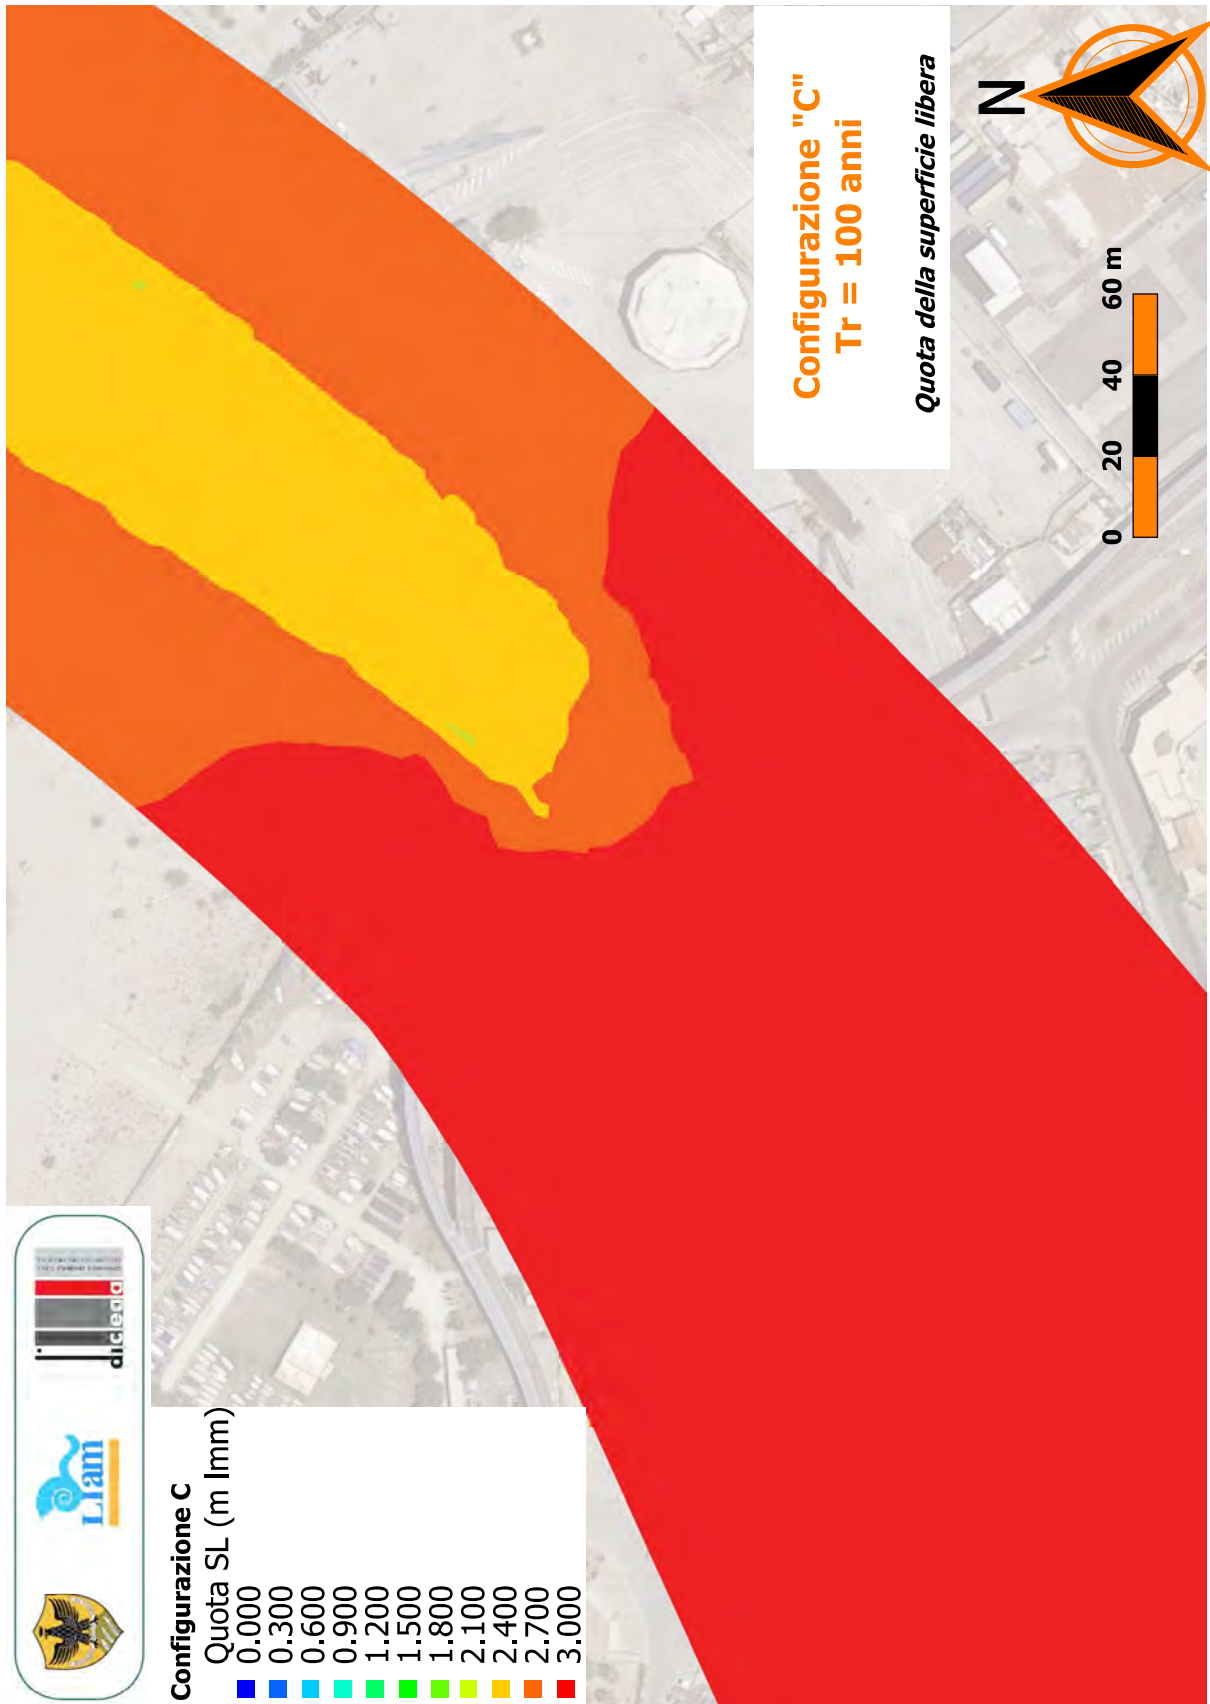 Configurazione "C"
Tr = 100 anni
Quota della superficie libera
N
0 20 40 60 m
LIam
diceaa
Configurazione C
Quota SL (m lmm)
0.000
0.300
0.600
0.900
1.200
1.500
1.800
2.100
2.400
2.700
3.000